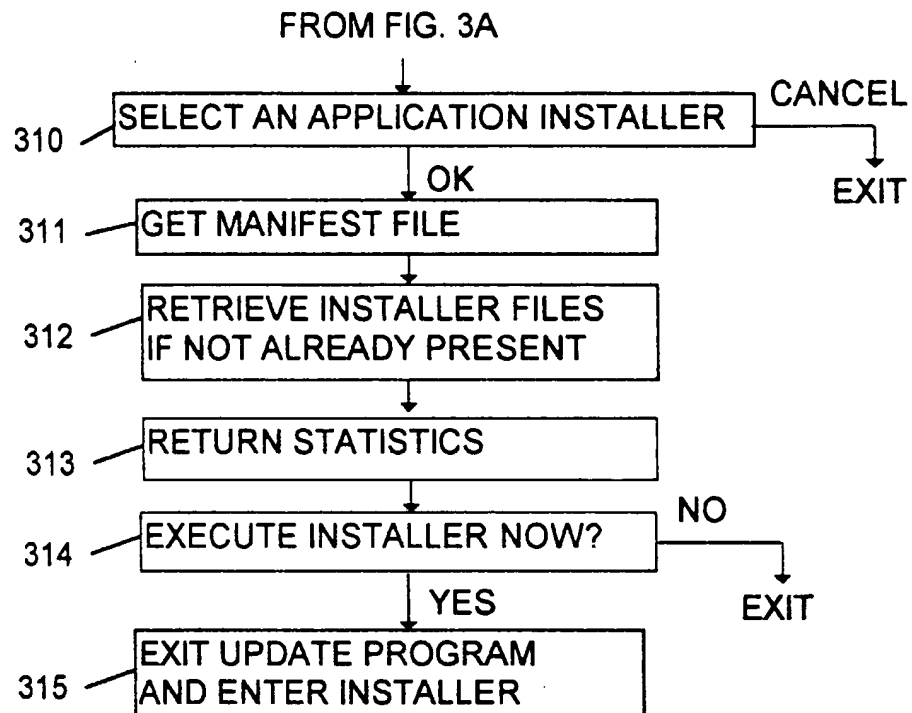 FROM FIG. 3A
310 SELECT AN APPLICATION INSTALLER
CANCEL
EXIT
OK
311 GET MANIFEST FILE
312 RETRIEVE INSTALLER FILES
IF NOT ALREADY PRESENT
313 RETURN STATISTICS
314 EXECUTE INSTALLER NOW?
NO
EXIT
YES
315 EXIT UPDATE PROGRAM
AND ENTER INSTALLER